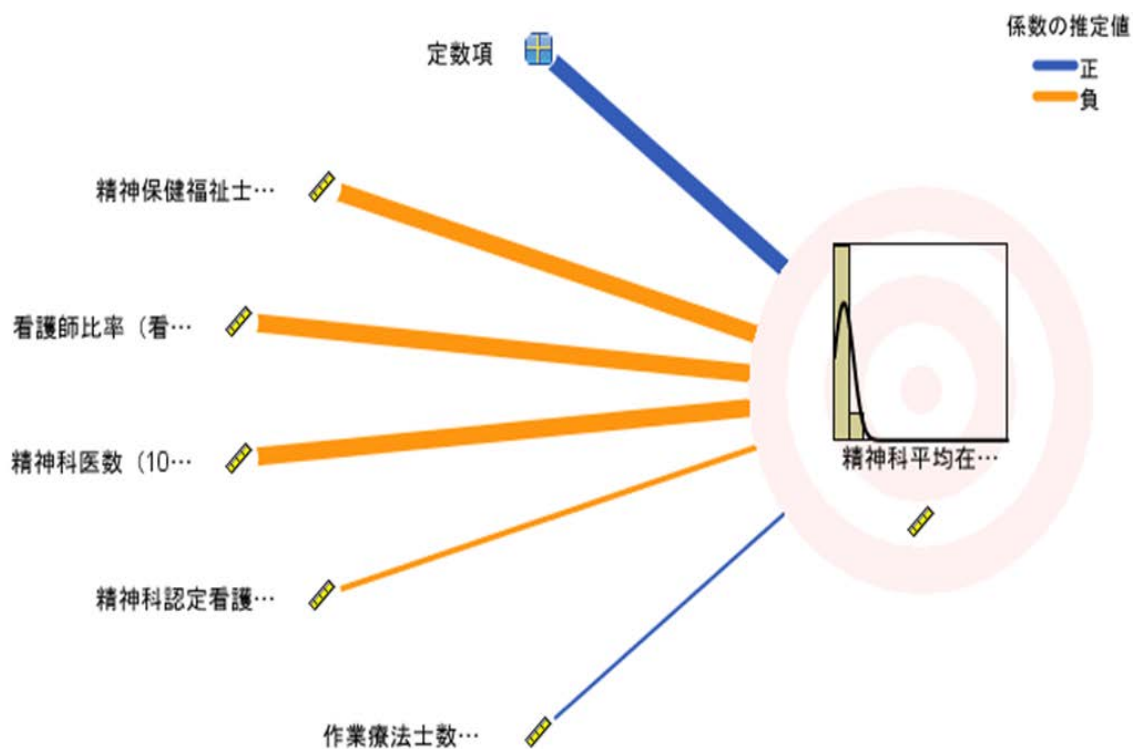 係数の推定値
正
負
定数項
精神保健福祉士…
看護師比率（看…
精神科医数（10…
精神科認定看護…
作業療法士数…
精神科平均在…